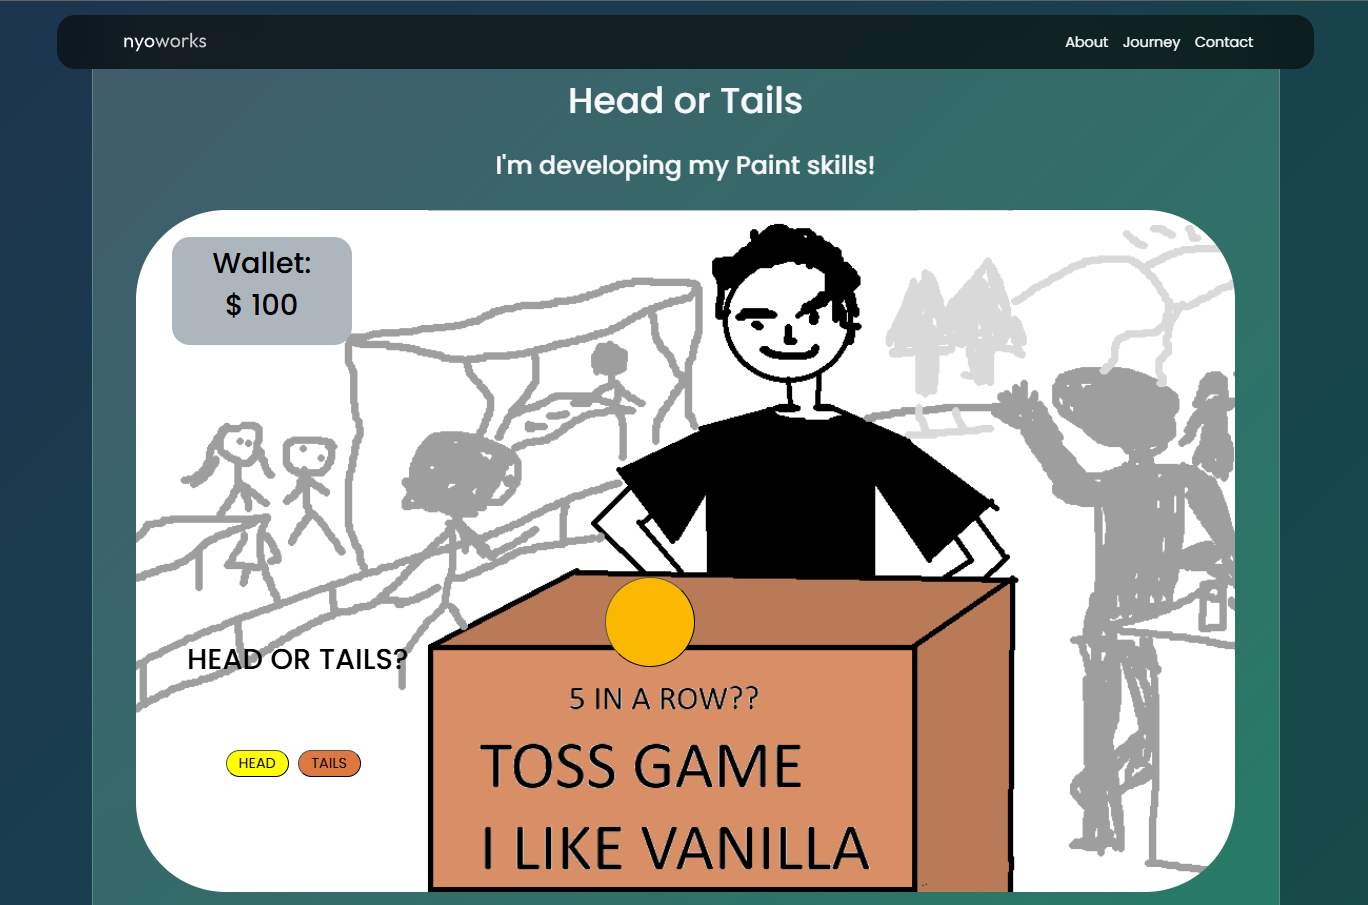 nyoworks
About Journey Contact
Head or Tails
I'm developing my Paint skills!
Wallet:
$ 100
HEAD OR TAILS?
HEAD TAILS
5 IN A ROW??
TOSS GAME
I LIKE VANILLA